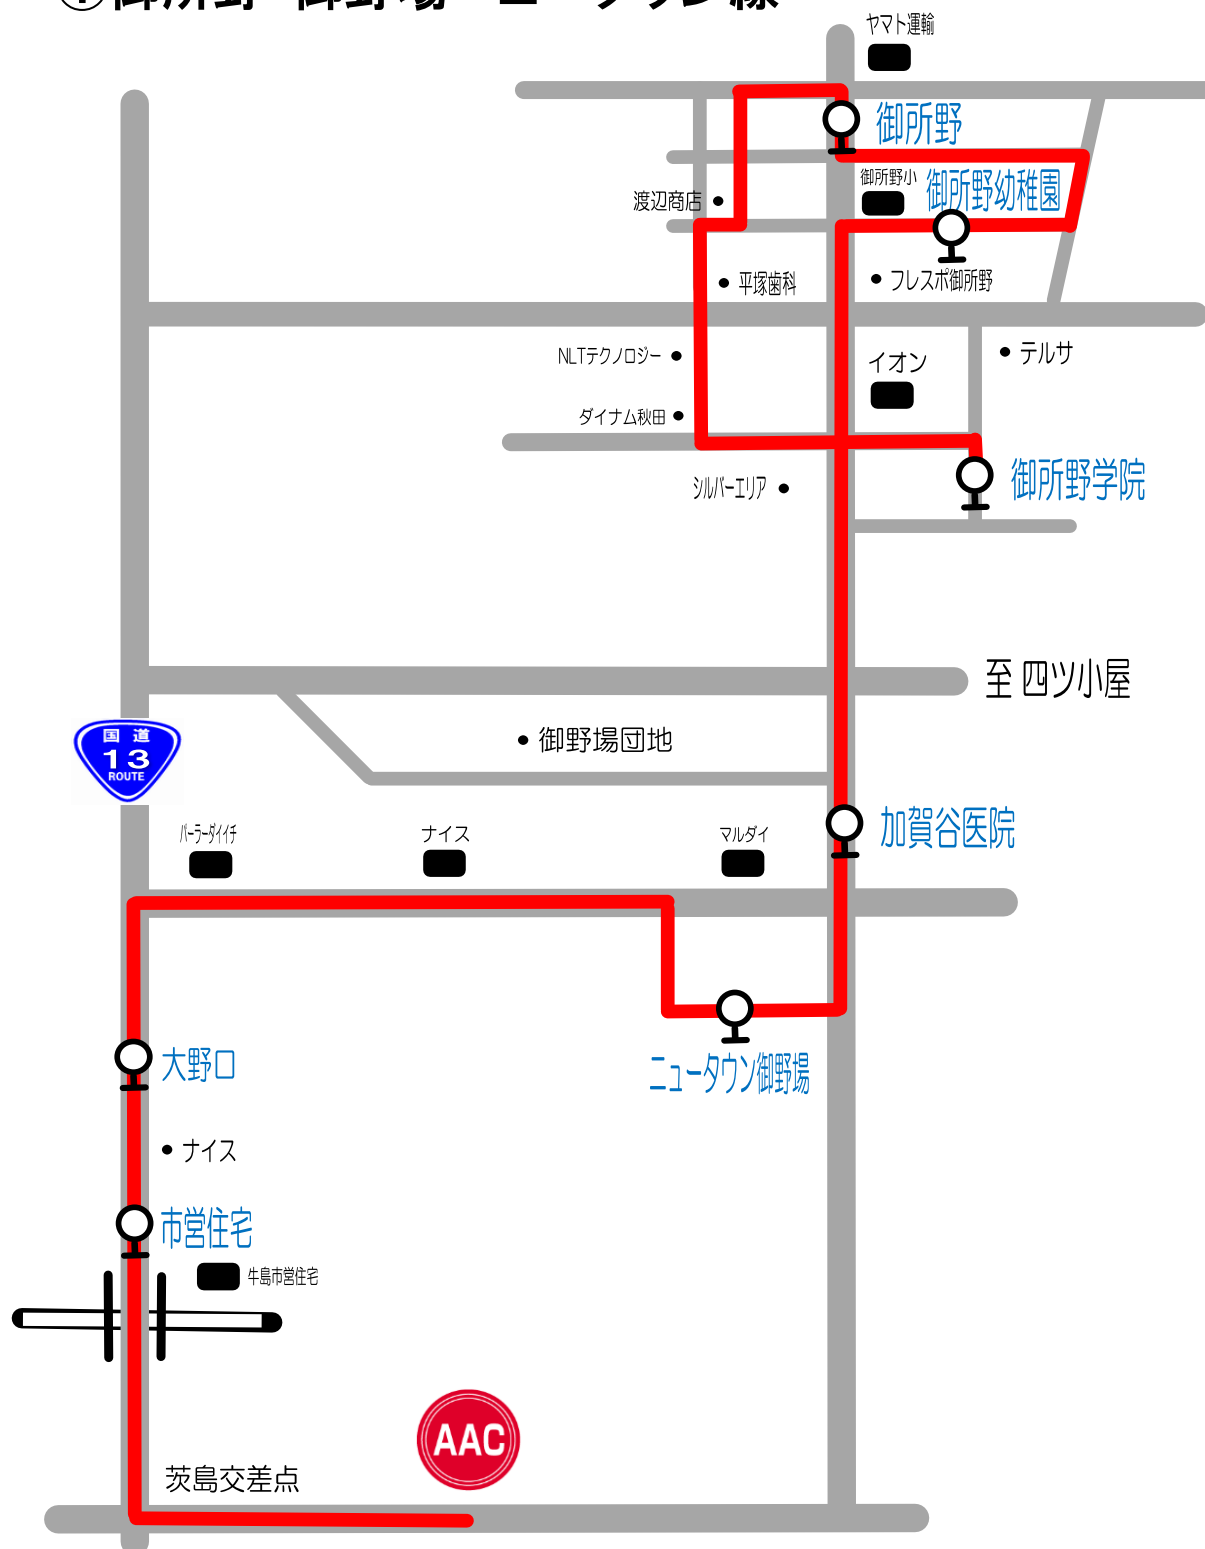 ヤマト運輸
御所野
御所野小
御所野幼稚園
渡辺商店
平塚歯科
フレスポ御所野
NLTテクノロジー
イオン
テルサ
ダイナム秋田
シルバーエリア
御所野学院
至 四ツ小屋
国 道
13
ROUTE
御野場団地
パーラーダイイチ
ナイス
マルダイ
加賀谷医院
大野口
ニュータウン御野場
ナイス
市営住宅
牛島市営住宅
AAC
茨島交差点